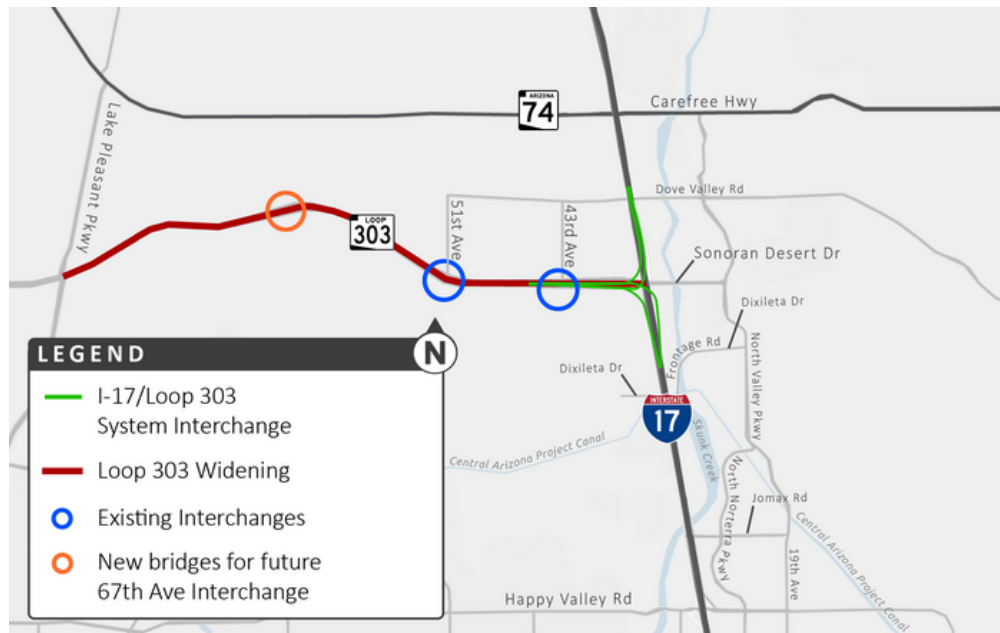 ARIZONA
74
Carefree Hwy
Lake Pleasant Pkwy
Dove Valley Rd
51st Ave
43rd Ave
LOOP
303
Sonoran Desert Dr
Dixileta Dr
Frontage Rd
North Valley Pkwy
Dixileta Dr
INTERSTATE
17
Skunk Creek
Central Arizona Project Canal
North Norterra Pkwy
Jomax Rd
Central Arizona Project Canal
19th Ave
Happy Valley Rd
N
LEGEND
I-17/Loop 303
System Interchange
Loop 303 Widening
Existing Interchanges
New bridges for future
67th Ave Interchange